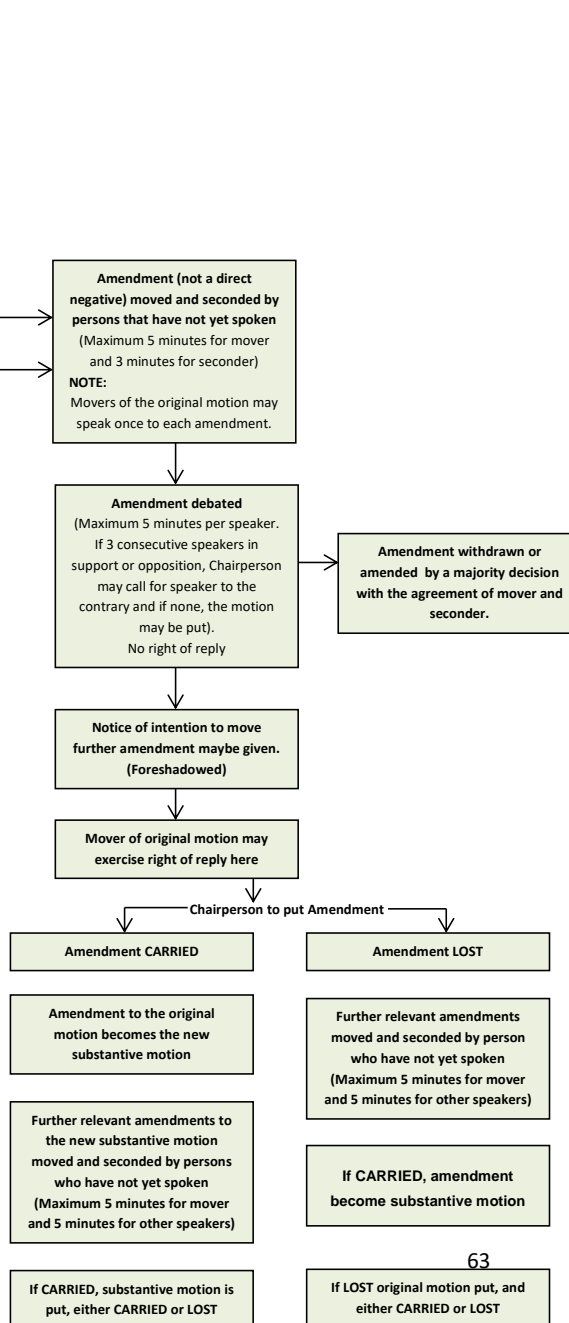 Amendment (not a direct
negative) moved and seconded by
persons that have not yet spoken
(Maximum 5 minutes for mover
and 3 minutes for seconder)
NOTE:
Movers of the original motion may
speak once to each amendment.
Amendment debated
(Maximum 5 minutes per speaker.
If 3 consecutive speakers in
support or opposition, Chairperson
may call for speaker to the
contrary and if none, the motion
may be put).
No right of reply
Amendment withdrawn or
amended by a majority decision
with the agreement of mover and
seconder.
Notice of intention to move
further amendment maybe given.
(Foreshadowed)
Mover of original motion may
exercise right of reply here
Chairperson to put Amendment
Amendment CARRIED
Amendment to the original
motion becomes the new
substantive motion
Further relevant amendments to
the new substantive motion
moved and seconded by persons
who have not yet spoken
(Maximum 5 minutes for mover
and 5 minutes for other speakers)
If CARRIED, substantive motion is
put, either CARRIED or LOST
Amendment LOST
Further relevant amendments
moved and seconded by person
who have not yet spoken
(Maximum 5 minutes for mover
and 5 minutes for other speakers)
If CARRIED, amendment
become substantive motion
If LOST original motion put, and
either CARRIED or LOST
63